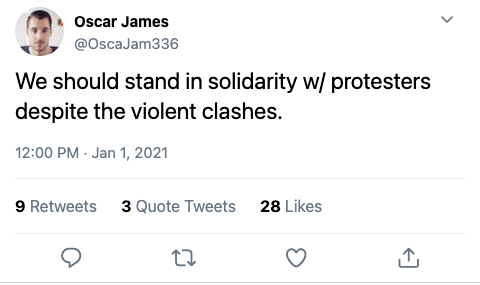 Oscar James
@OscaJam336
We should stand in solidarity w/ protesters
despite the violent clashes.
12:00 PM · Jan 1, 2021
9 Retweets 3 Quote Tweets 28 Likes